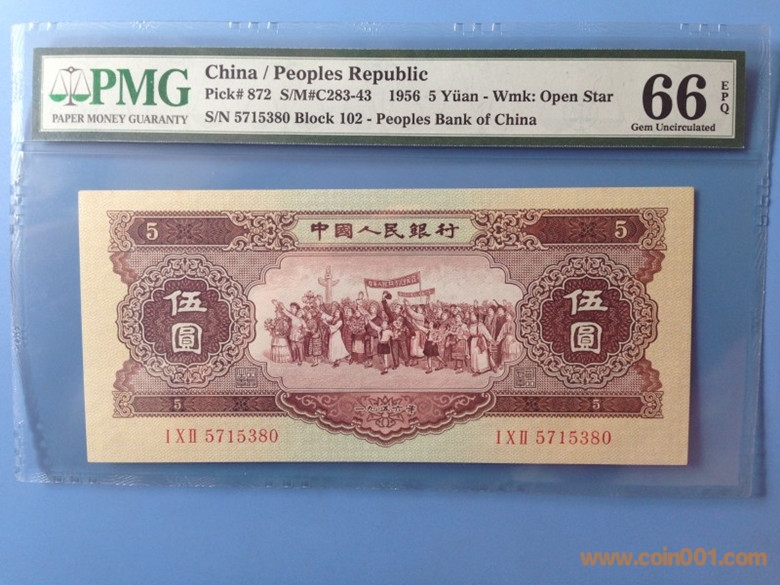 PMG
PAPER MONEY GUARANTY
China / Peoples Republic
Pick# 872 S/M#C283-43 1956 5 Yüan - Wmk: Open Star
S/N 5715380 Block 102 - Peoples Bank of China
66 EPQ
Gem Uncirculated
5 中國人民銀行 5
伍圓 伍圓
5 一九五六年 5
I X II 5715380 I X II 5715380
www.coin001.com